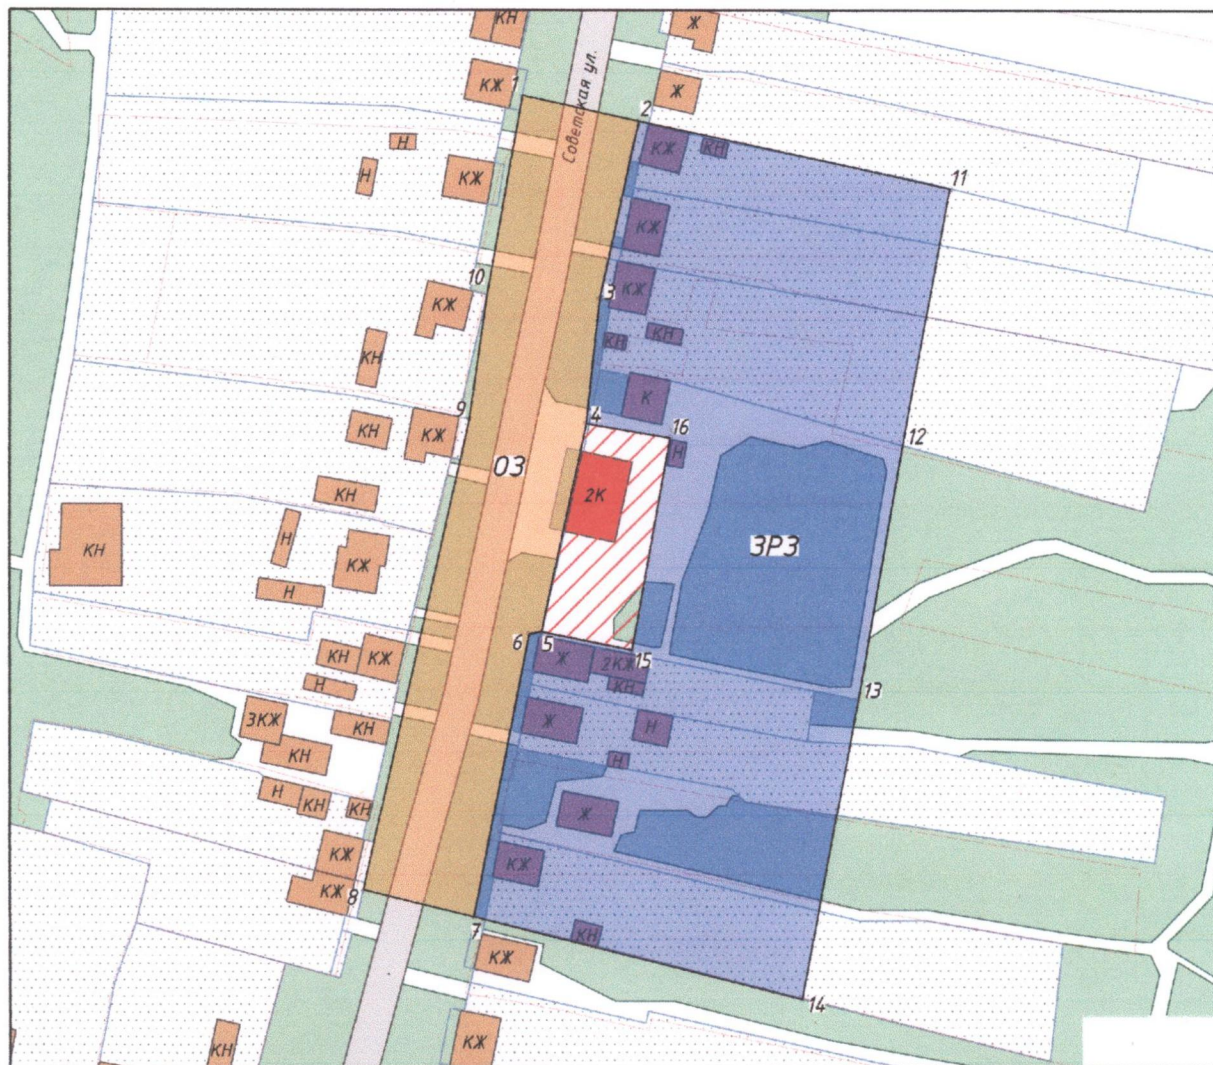 КН
Ж
КЖ
1
Ж
2
Советская ул.
Н
КЖ
КН
Н
КЖ
11
КЖ
10
КЖ
3
КЖ
КН
КН
КН
К
9
4
КН
КЖ
16
12
Н
КН
ОЗ
2К
Н
КН
КЖ
ЗРЗ
Н
6
5
КН
КЖ
Ж
2КЖ
15
Н
КН
13
3КЖ
КН
Ж
Н
КН
Н
Н
КН
КН
Ж
КЖ
КЖ
КЖ
8
7
КН
КЖ
14
КН
КЖ